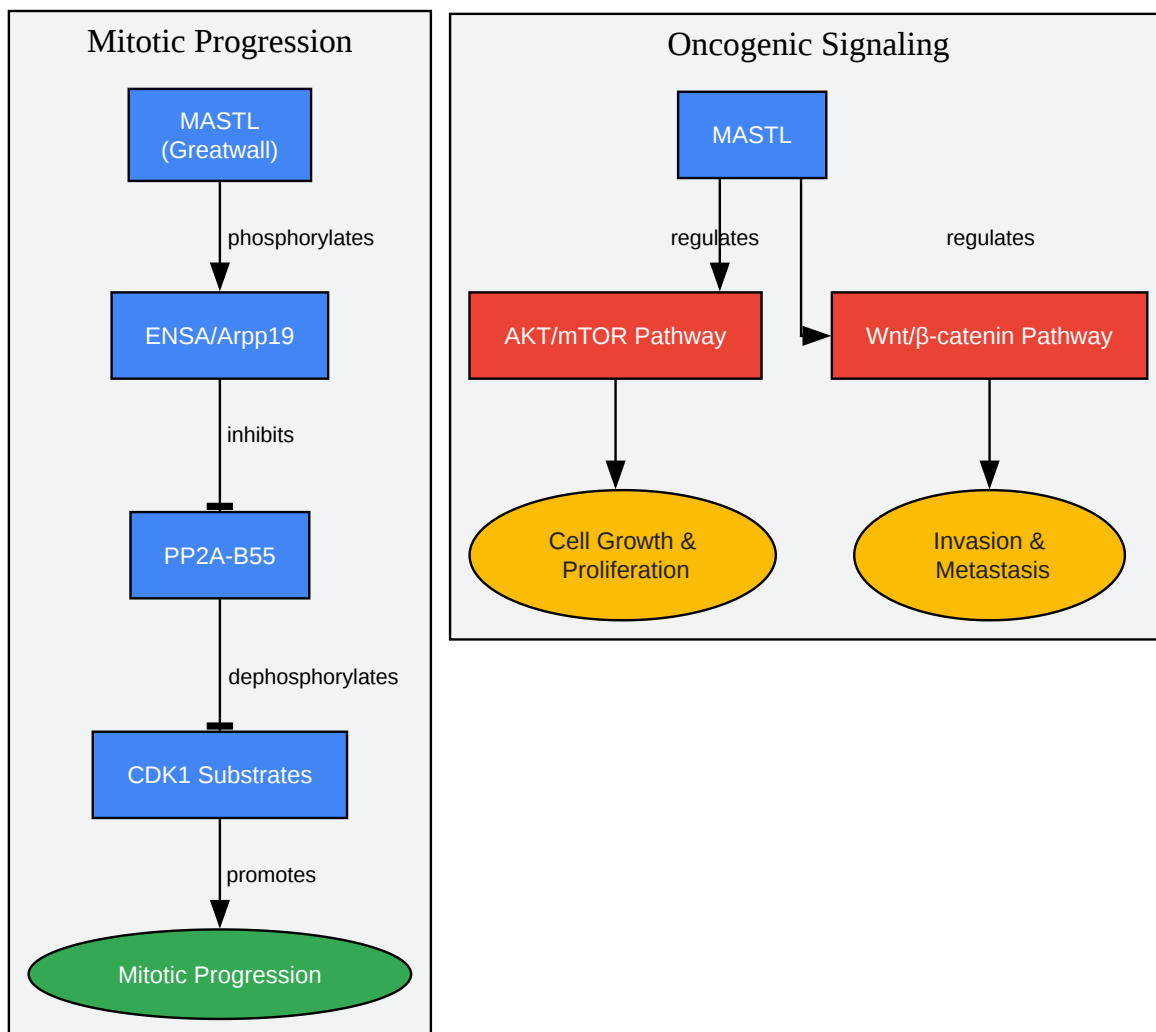 Mitotic Progression
MASTL
(Greatwall)
phosphorylates
ENSA/Arpp19
inhibits
PP2A-B55
dephosphorylates
CDK1 Substrates
promotes
Mitotic Progression
Oncogenic Signaling
MASTL
regulates
regulates
AKT/mTOR Pathway
Wnt/β-catenin Pathway
Cell Growth &
Proliferation
Invasion &
Metastasis